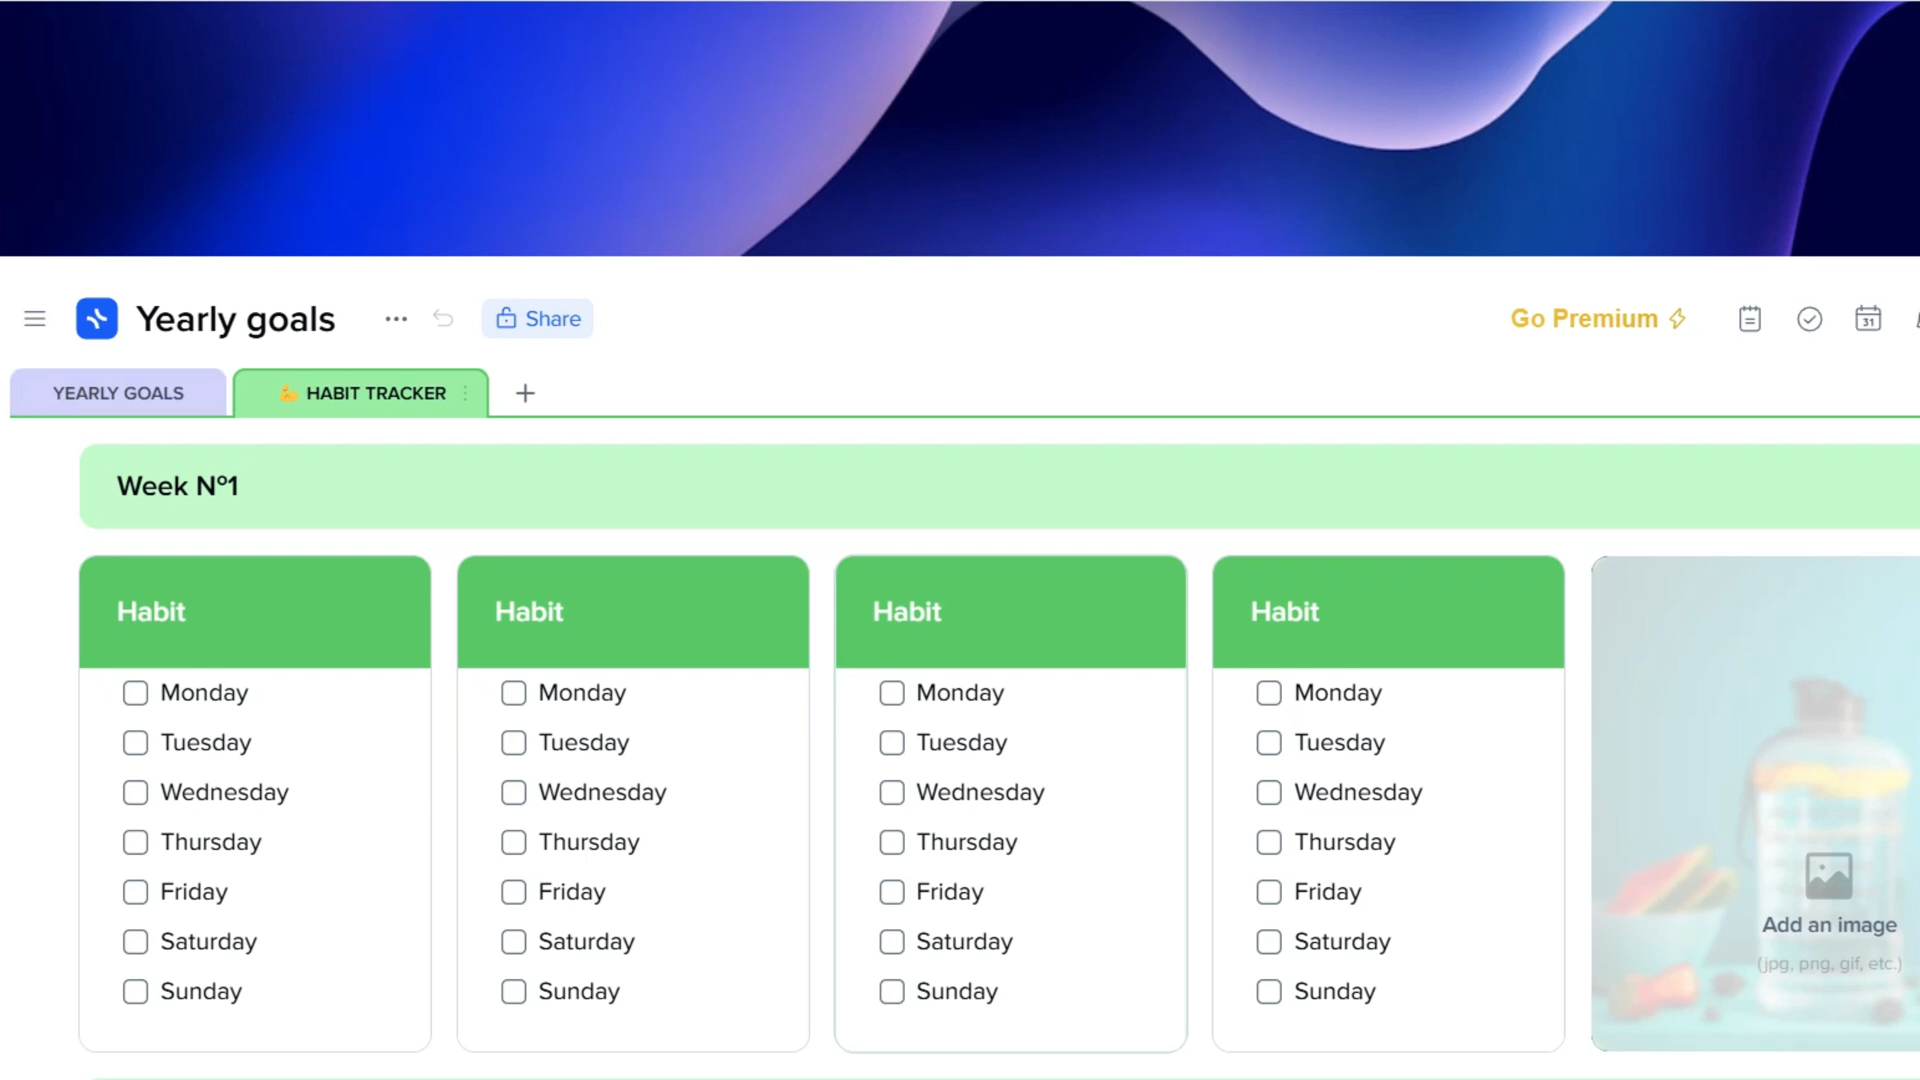 Yearly goals
Share
Go Premium
31
YEARLY GOALS
HABIT TRACKER
Week Nº1
Habit
Monday
Tuesday
Wednesday
Thursday
Friday
Saturday
Sunday
Habit
Monday
Tuesday
Wednesday
Thursday
Friday
Saturday
Sunday
Habit
Monday
Tuesday
Wednesday
Thursday
Friday
Saturday
Sunday
Habit
Monday
Tuesday
Wednesday
Thursday
Friday
Saturday
Sunday
Add an image
(jpg, png, gif, etc.)